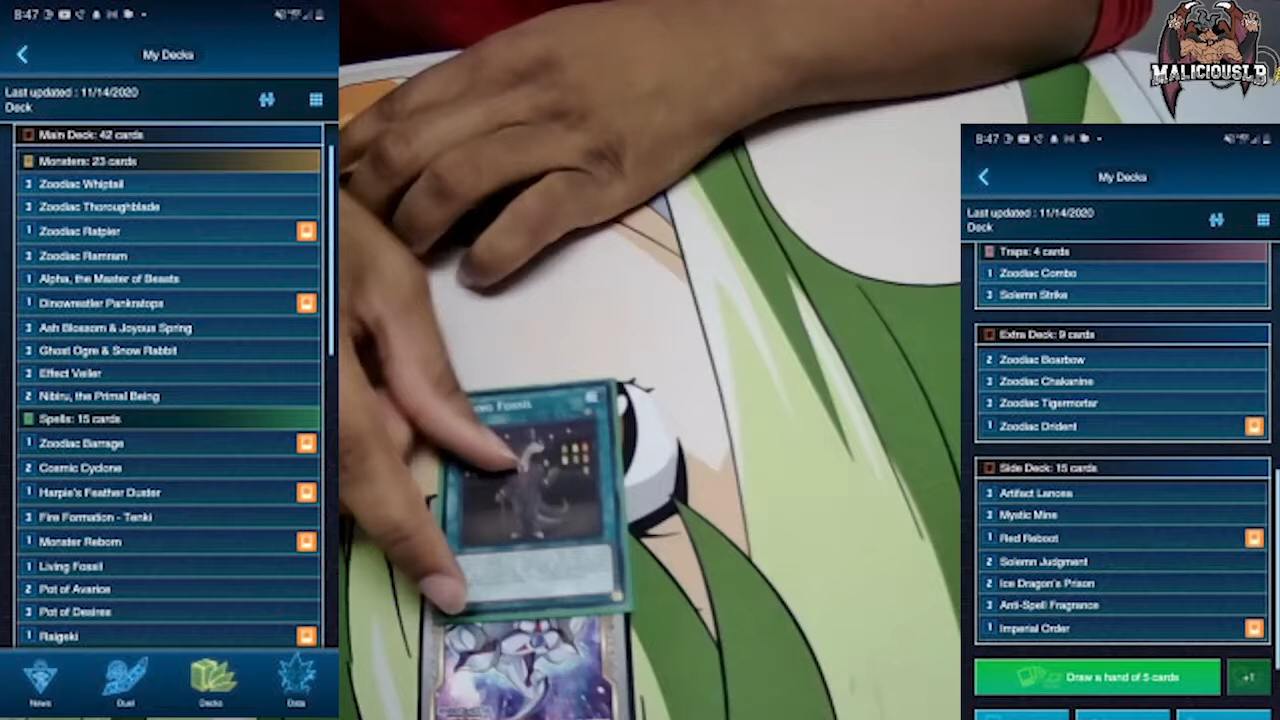 8:47
My Decks
Last updated : 11/14/2020
Deck
Main Deck: 42 cards
Monsters: 23 cards
3 Zoodiac Whiptail
3 Zoodiac Thoroughblade
1 Zoodiac Ratpier
3 Zoodiac Ramram
1 Alpha, the Master of Beasts
1 Dinowrestler Pankratops
3 Ash Blossom & Joyous Spring
3 Ghost Ogre & Snow Rabbit
3 Effect Veiler
2 Nibiru, the Primal Being
Spells: 15 cards
1 Zoodiac Barrage
2 Cosmic Cyclone
1 Harpie's Feather Duster
3 Fire Formation - Tenki
1 Monster Reborn
1 Living Fossil
2 Pot of Avarice
3 Pot of Desires
1 Raigeki
News
Duel
Decks
Data
Fossil
MALICIOUSLB
8:47
My Decks
Last updated : 11/14/2020
Deck
Traps: 4 cards
1 Zoodiac Combo
3 Solemn Strike
Extra Deck: 9 cards
2 Zoodiac Boarbow
3 Zoodiac Chakanine
3 Zoodiac Tigermortar
1 Zoodiac Drident
Side Deck: 15 cards
3 Artifact Lancea
3 Mystic Mine
1 Red Reboot
2 Solemn Judgment
2 Ice Dragon's Prison
3 Anti-Spell Fragrance
1 Imperial Order
Draw a hand of 5 cards
+1